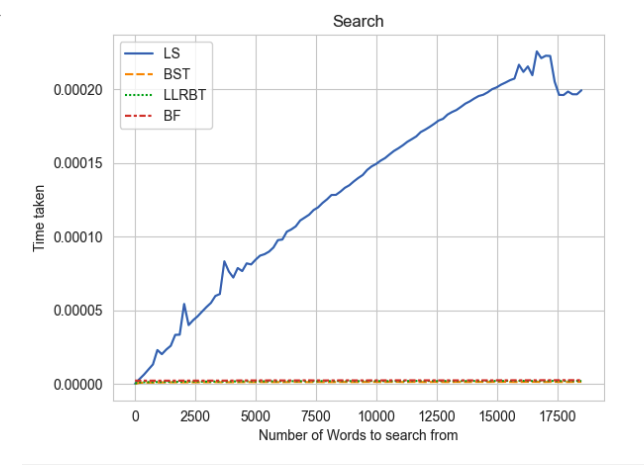 Search
LS
BST
LLRBT
BF
0.00020
0.00015
0.00010
0.00005
0.00000
Time taken
0 2500 5000 7500 10000 12500 15000 17500
Number of Words to search from